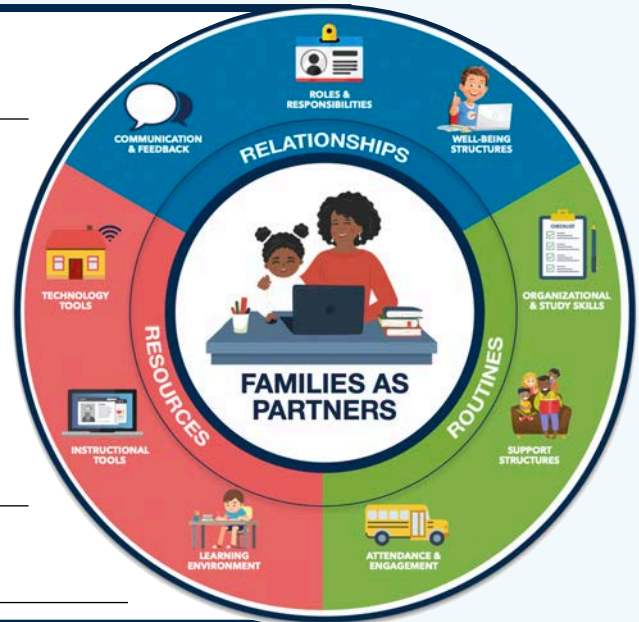 ROLES &
RESPONSIBILITIES
COMMUNICATION
& FEEDBACK
WELL-BEING
STRUCTURES
RELATIONSHIPS
TECHNOLOGY
TOOLS
CHECKLIST
ORGANIZATIONAL
& STUDY SKILLS
RESOURCES
FAMILIES AS
PARTNERS
ROUTINES
INSTRUCTIONAL
TOOLS
SUPPORT
STRUCTURES
LEARNING
ENVIRONMENT
ATTENDANCE &
ENGAGEMENT